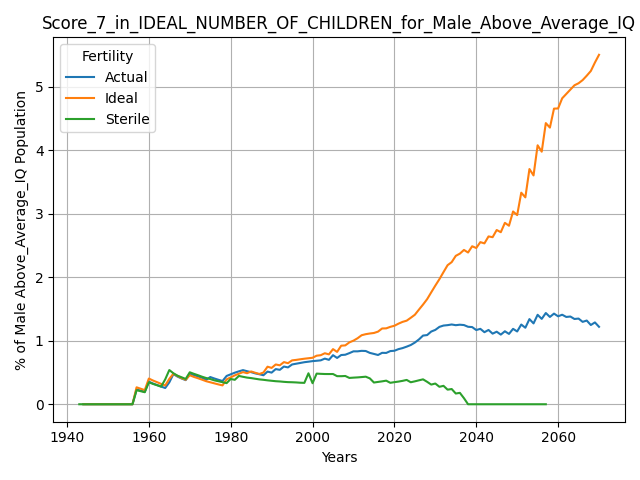 Score_7_in_IDEAL_NUMBER_OF_CHILDREN_for_Male_Above_Average_IQ
Fertility
Actual
Ideal
Sterile
% of Male Above_Average_IQ Population
5
4
3
2
1
0
1940 1960 1980 2000 2020 2040 2060
Years